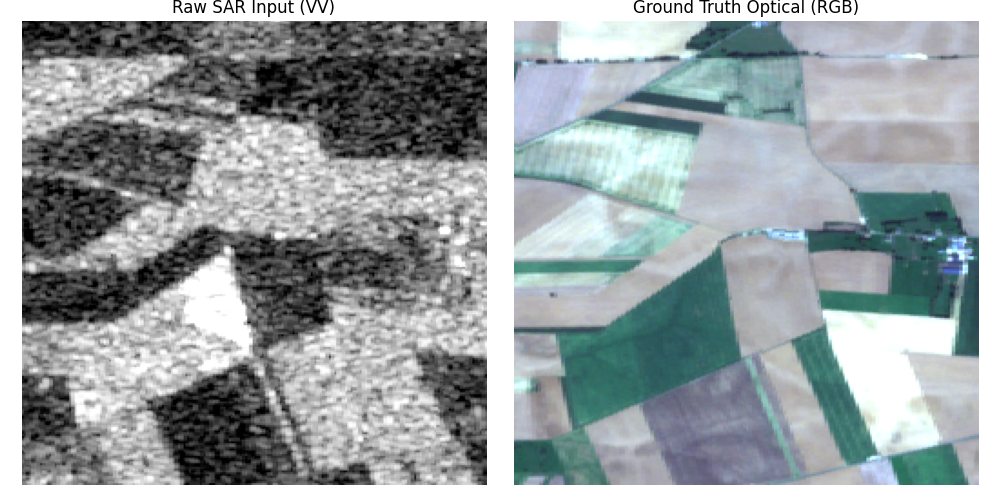 Raw SAR Input (VV)
Ground Truth Optical (RGB)